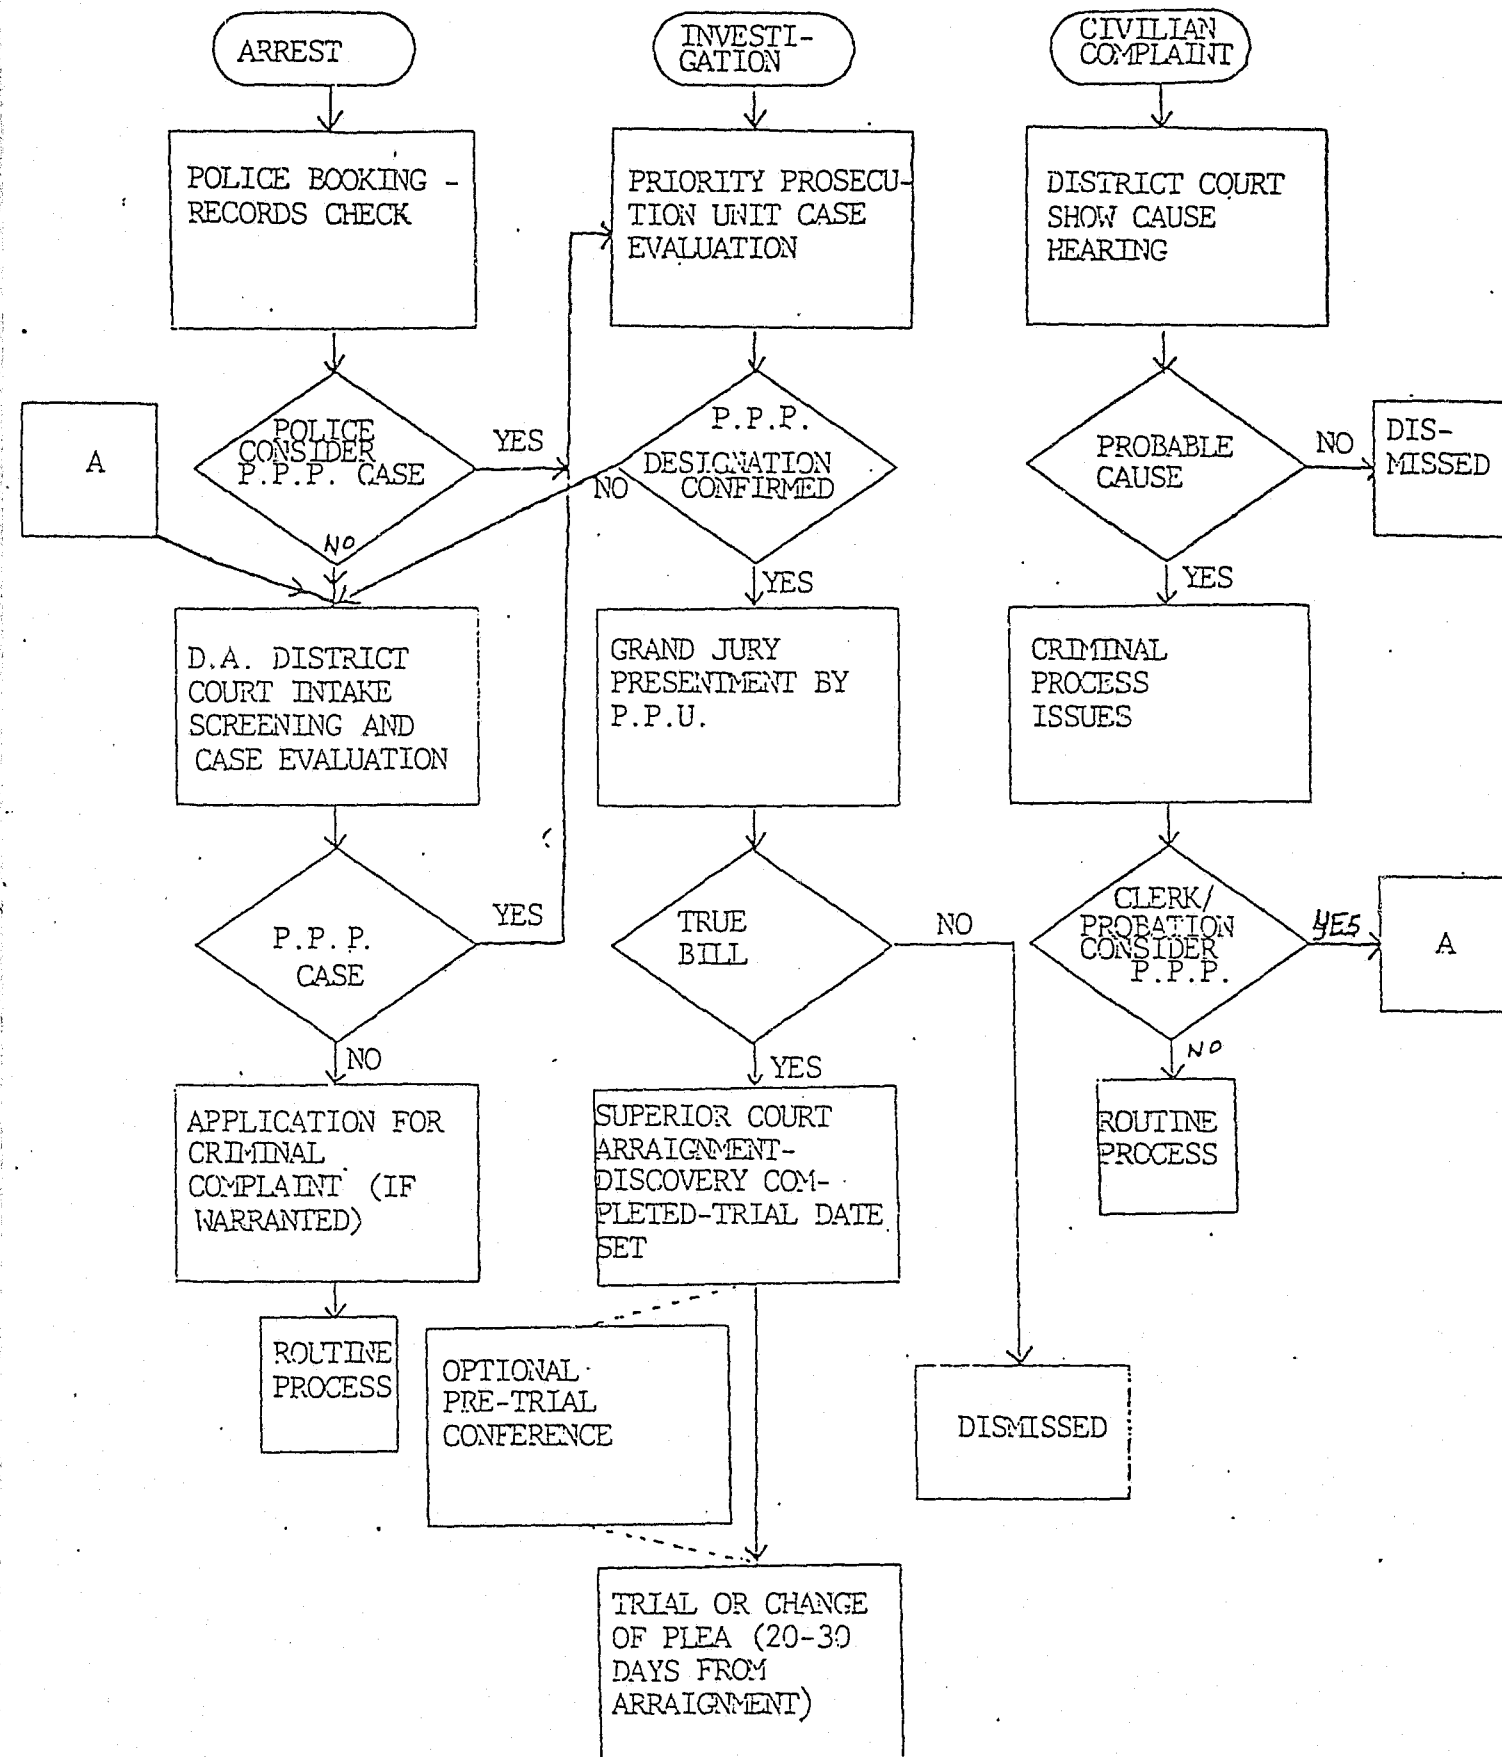 ARREST
POLICE BOOKING -
RECORDS CHECK
POLICE
CONSIDER
P.P.P. CASE
YES
NO
A
D.A. DISTRICT
COURT INTAKE
SCREENING AND
CASE EVALUATION
P.P.P.
CASE
YES
NO
APPLICATION FOR
CRIMINAL
COMPLAINT (IF
WARRANTED)
ROUTINE
PROCESS
INVESTI-
GATION
PRIORITY PROSECU-
TION UNIT CASE
EVALUATION
P.P.P.
DESIGNATION
CONFIRMED
NO
YES
GRAND JURY
PRESENTMENT BY
P.P.U.
TRUE
BILL
NO
YES
SUPERIOR COURT
ARRAIGNMENT-
DISCOVERY COM-
PLETED-TRIAL DATE
SET
OPTIONAL
PRE-TRIAL
CONFERENCE
DISMISSED
TRIAL OR CHANGE
OF PLEA (20-30
DAYS FROM
ARRAIGNMENT)
CIVILIAN
COMPLAINT
DISTRICT COURT
SHOW CAUSE
HEARING
PROBABLE
CAUSE
NO
DIS-
MISSED
YES
CRIMINAL
PROCESS
ISSUES
CLERK/
PROBATION
CONSIDER
P.P.P.
YES
A
NO
ROUTINE
PROCESS